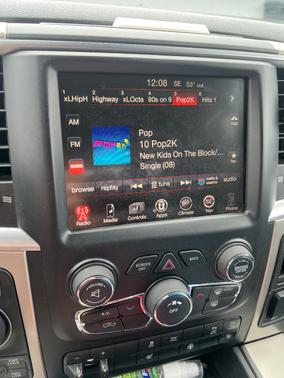 12:08 SE 53° out
1 2 3 4 5 6
xLHipH Highway xLOcta 90s on 9 Pop2K Hits 1
AM
Pop
FM
10 Pop2K
New Kids On The Block/
Single (08)
browse replay tune audio
Radio Media Controls Apps Climate Nav Phone
SCREEN
OFF
VOLUME
A/C